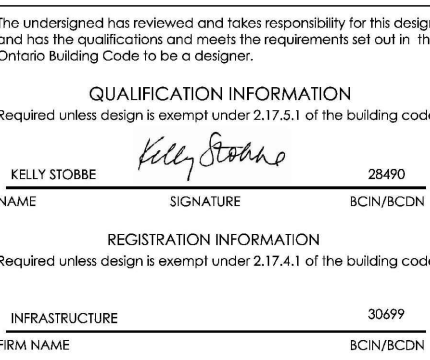 The undersigned has reviewed and takes responsibility for this design
and has the qualifications and meets the requirements set out in th
Ontario Building Code to be a designer.
QUALIFICATION INFORMATION
Required unless design is exempt under 2.17.5.1 of the building code
Kelly Stobbe
KELLY STOBBE 28490
NAME SIGNATURE BCIN/BCDN
REGISTRATION INFORMATION
Required unless design is exempt under 2.17.4.1 of the building code
INFRASTRUCTURE 30699
FIRM NAME BCIN/BCDN